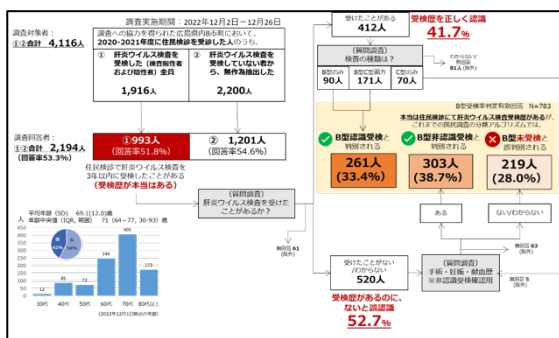 調査実施期間：2022年12月2日～12月26日
調査対象者：
①②合計 4,116人
調査への協力を得られた広島県内8市町において、
2020-2021年度に住民検診を受診した人のうち、
① 肝炎ウイルス検査を
受検した（検査陽性者
および陰性者）全員
1,916人
② 肝炎ウイルス検査を
受検していない者から、
無作為抽出した
2,200人
調査回答者：
①②合計 2,194人
（回答率53.3%）
①993人
（回答率51.8%）
② 1,201人
（回答率54.6%）
住民検診で肝炎ウイルス検査を
3年以内に受検したことがある
（受検歴が本当はある）
（質問調査）
肝炎ウイルス検査を受け
たことがあるか？
無回答 61
（除外）
受けたことがある
412人
受検歴を正しく認識
41.7%
（質問調査）
検査の種類は？
わからない/
無回答
81人（除外）
B型のみ
90人
B型C型両方
171人
C型のみ
70人
B型受検率判定有効回答 N=783
本当は住民検診にて肝炎ウイルス検査受検歴があるが、
これまでの国民調査の分類アルゴリズムでは、
B型認識受検と
判別される
261人
(33.4%)
B型非認識受検と
判別される
303人
(38.7%)
B型未受検と
誤判別される
219人
(28.0%)
ある
ない/わからない
無回答 63
（除外）
（質問調査）
手術・妊娠・献血歴
※非認識受検確認用
無回答 5
（除外）
受けたことがない
/わからない
520人
受検歴があるのに、
ないと誤認識
52.7%
平均年齢（SD） 69.1(12.0)歳
年齢中央値（IQR, 範囲） 71（64－77, 30-93）歳
人
450
400
350
300
250
200
150
100
50
0
12
85
72
246
405
173
30代 40代 50代 60代 70代 80代以上
（2022年12月1日時点の年齢）